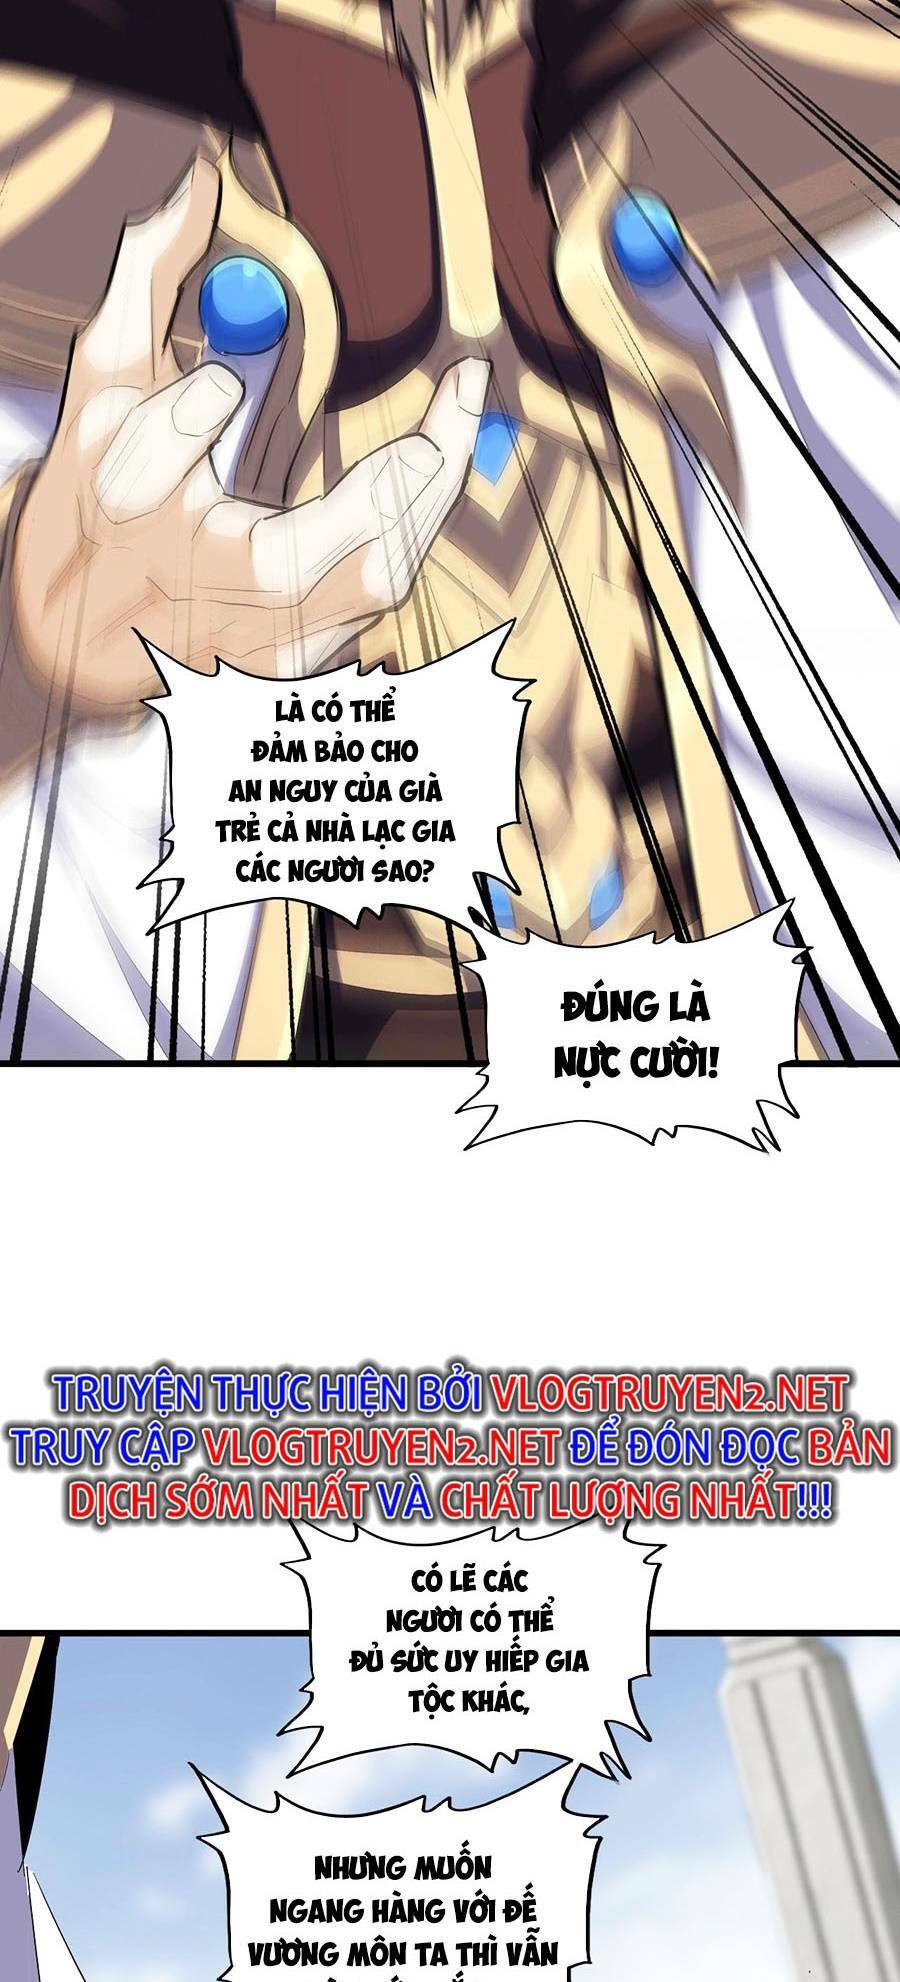 LÀ CÓ THỂ
ĐẢM BẢO CHO
AN NGUY CỦA GIÀ
TRẺ CẢ NHÀ LẠC GIA
CÁC NGƯỜI SAO?
ĐÚNG LÀ
NỰC CƯỜI!
TRUYỆN THỰC HIỆN BỞI VLOGTRUYEN2.NET
TRUY CẬP VLOGTRUYEN2.NET ĐỂ ĐÓN ĐỌC BẢN
DỊCH SỚM NHẤT VÀ CHẤT LƯỢNG NHẤT!!!
CÓ LẼ CÁC
NGƯƠI CÓ THỂ
ĐỦ SỨC UY HIẾP GIA
TỘC KHÁC,
NHƯNG MUỐN
NGANG HÀNG VỚI ĐẾ
VƯƠNG MÔN TA THÌ VẪN